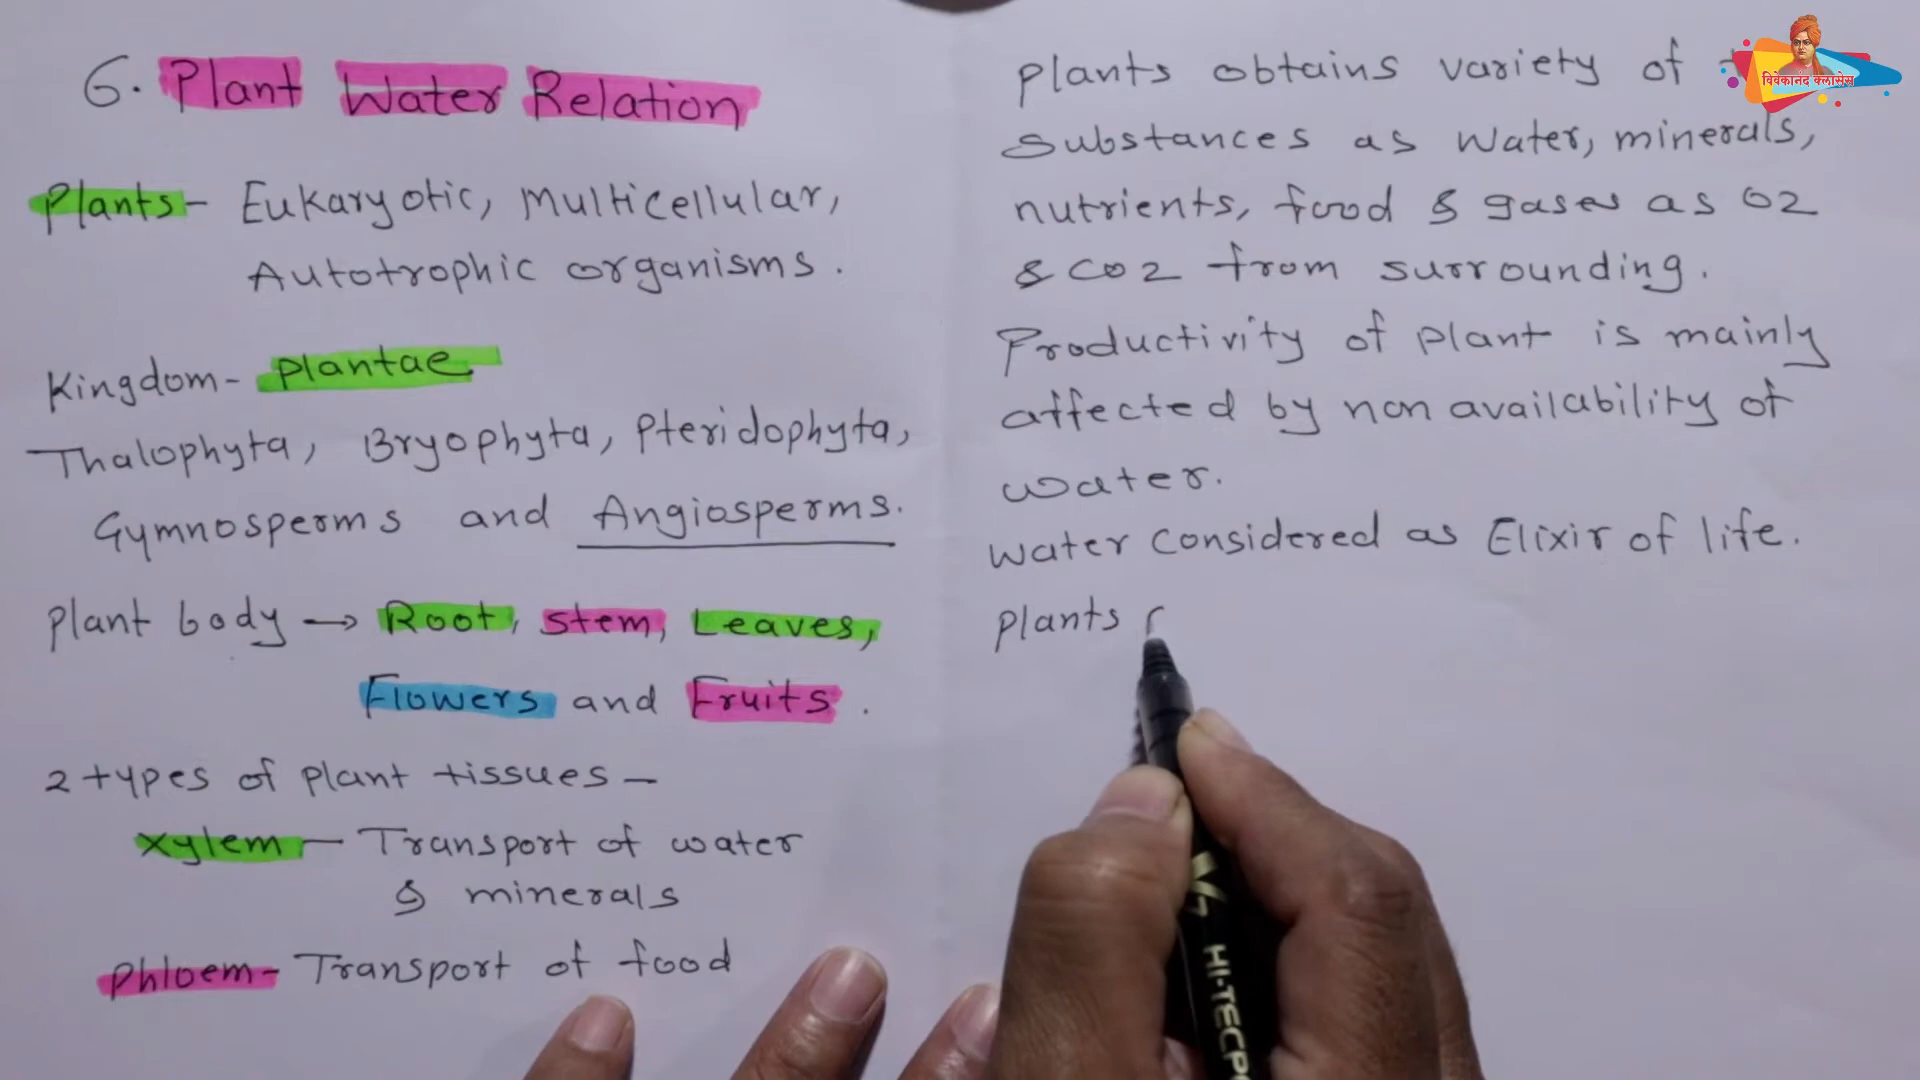 6. Plant Water Relation
Plants- Eukaryotic, Multicellular,
Autotrophic organisms.
Kingdom- Plantae
Thalophyta, Bryophyta, Pteridophyta,
Gymnosperms and Angiosperms.
Plant body → Root, Stem, Leaves,
Flowers and Fruits.
2 types of plant tissues -
Xylem - Transport of water
& minerals
Phloem- Transport of food
Plants obtains variety of
Substances as Water, minerals,
nutrients, food & gases as O2
& CO2 from surrounding.
Productivity of plant is mainly
affected by non availability of
water.
Water Considered as Elixir of life.
Plants
विवेकानंद क्लासेस
HI-TECPO
V7